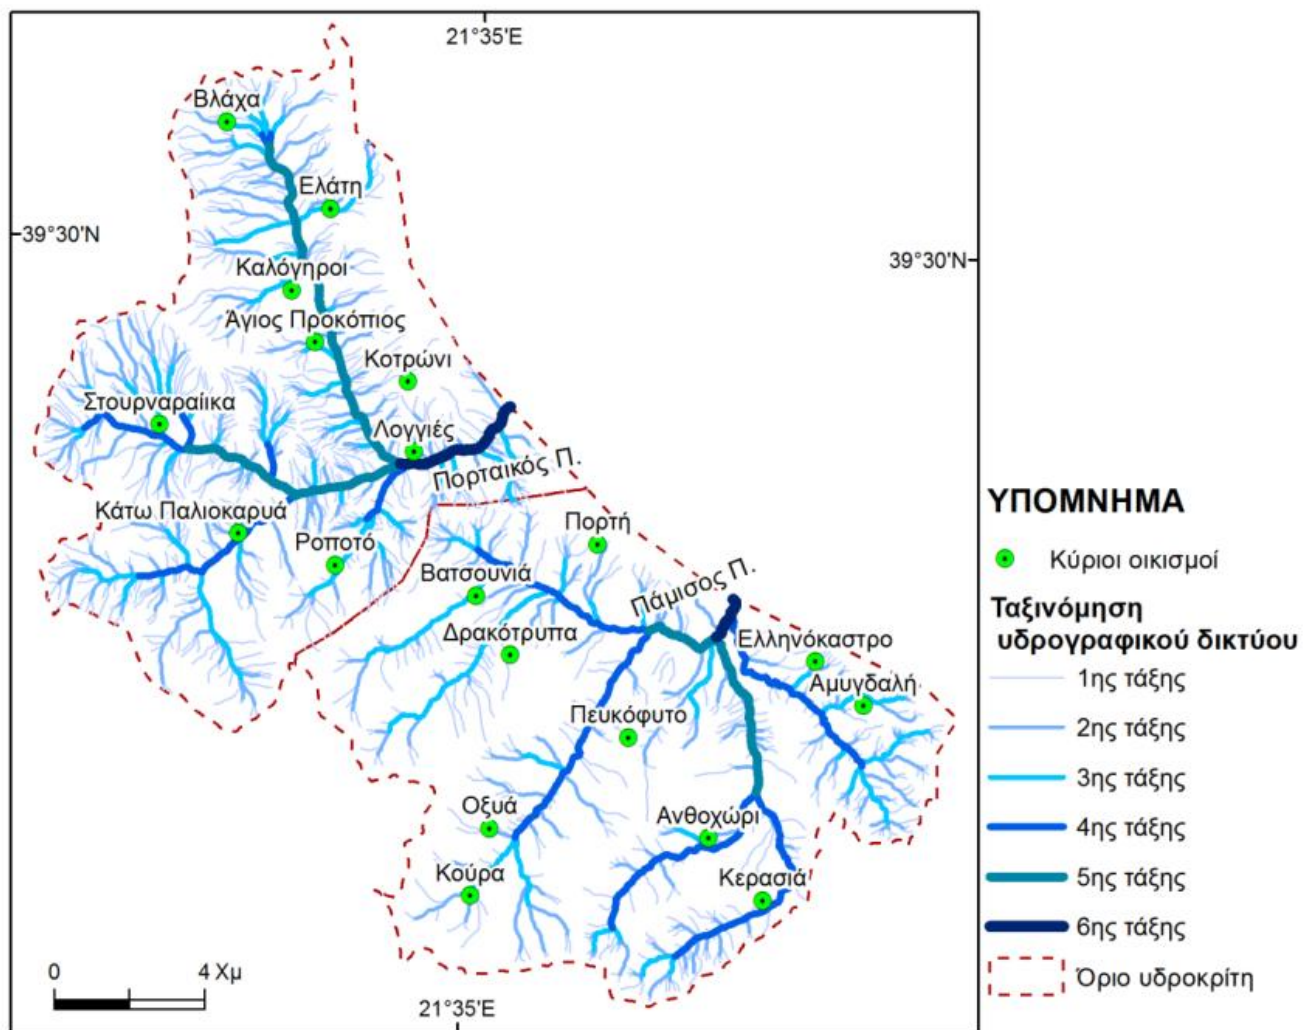 21°35'E
Βλάχα
Ελάτη
39°30'N
39°30'N
Καλόγηροι
Άγιος Προκόπιος
Κοτρώνι
Στουρναραίικα
Λογγιές
Πορταικός Π.
Κάτω Παλιοκαρυά
Ροποτό
Πορτή
Βατσουνιά
Πάμισος Π.
Δρακότρυπα
Ελληνόκαστρο
Αμυγδαλή
Πευκόφυτο
Οξυά
Ανθοχώρι
Κούρα
Κερασιά
0 4 Χμ
21°35'E
ΥΠΟΜΝΗΜΑ
Κύριοι οικισμοί
Ταξινόμηση
υδρογραφικού δικτύου
1ης τάξης
2ης τάξης
3ης τάξης
4ης τάξης
5ης τάξης
6ης τάξης
Όριο υδροκρίτη